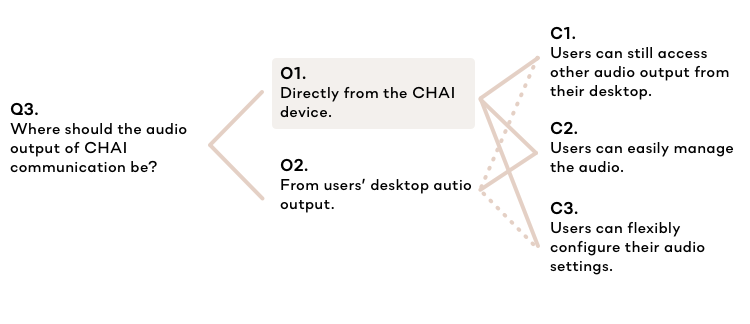 Q3.
Where should the audio
output of CHAI
communication be?
O1.
Directly from the CHAI
device.
O2.
From users’ desktop autio
output.
C1.
Users can still access
other audio output from
their desktop.
C2.
Users can easily manage
the audio.
C3.
Users can flexibly
configure their audio
settings.